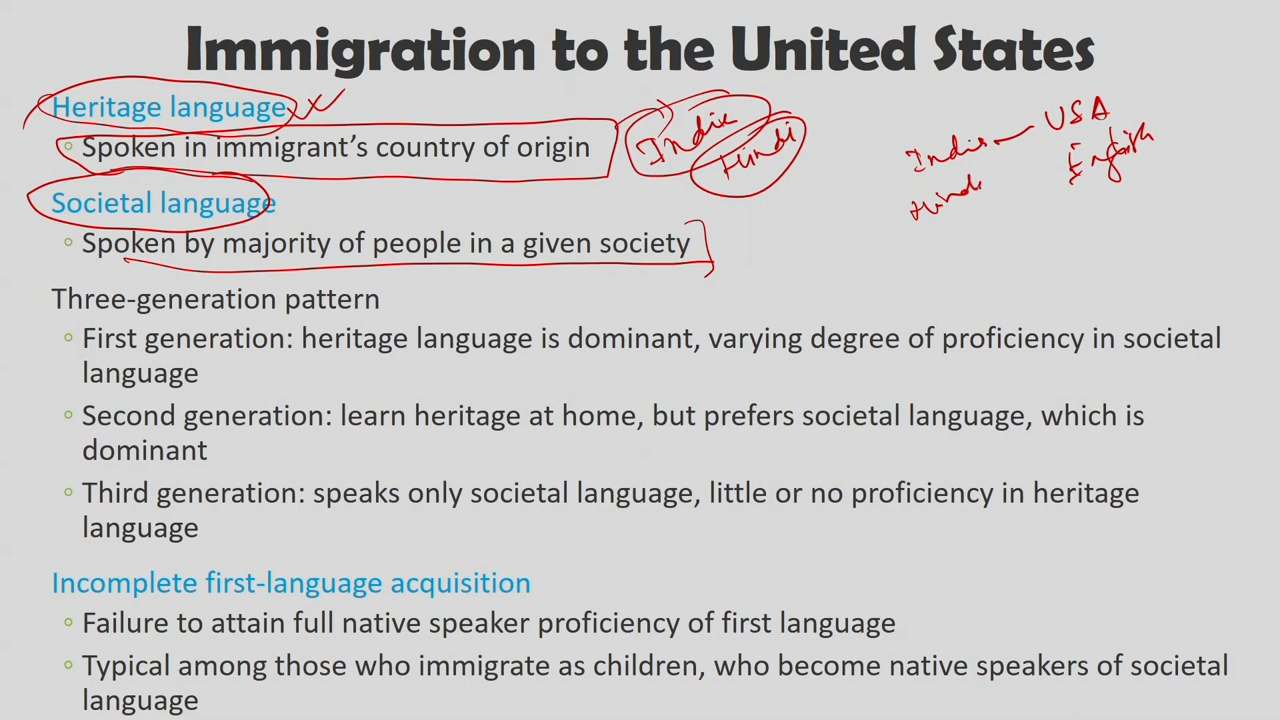 Immigration to the United States
Heritage language
◦ Spoken in immigrant's country of origin
India
Hindi
India
USA
Hindi
English
Societal language
◦ Spoken by majority of people in a given society
Three-generation pattern
◦ First generation: heritage language is dominant, varying degree of proficiency in societal
language
◦ Second generation: learn heritage at home, but prefers societal language, which is
dominant
◦ Third generation: speaks only societal language, little or no proficiency in heritage
language
Incomplete first-language acquisition
◦ Failure to attain full native speaker proficiency of first language
◦ Typical among those who immigrate as children, who become native speakers of societal
language